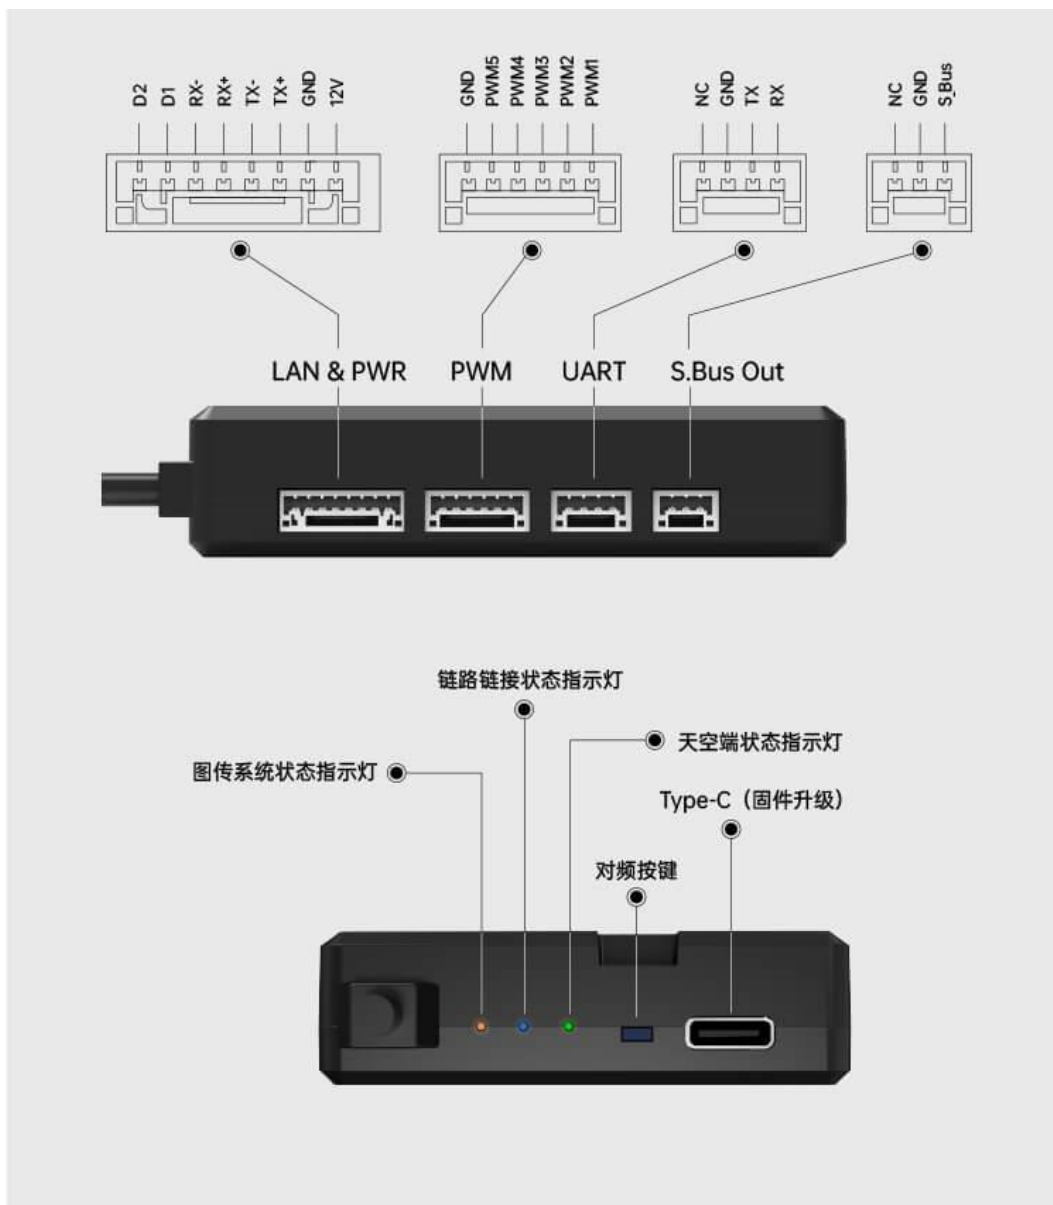 D2 D1 RX- RX+ TX- TX+ GND 12V
GND PWM5 PWM4 PWM3 PWM2 PWM1
NC GND TX RX
NC GND S_Bus
LAN & PWR
PWM
UART
S.Bus Out
链路链接状态指示灯
天空端状态指示灯
图传系统状态指示灯
Type-C（固件升级）
对频按键